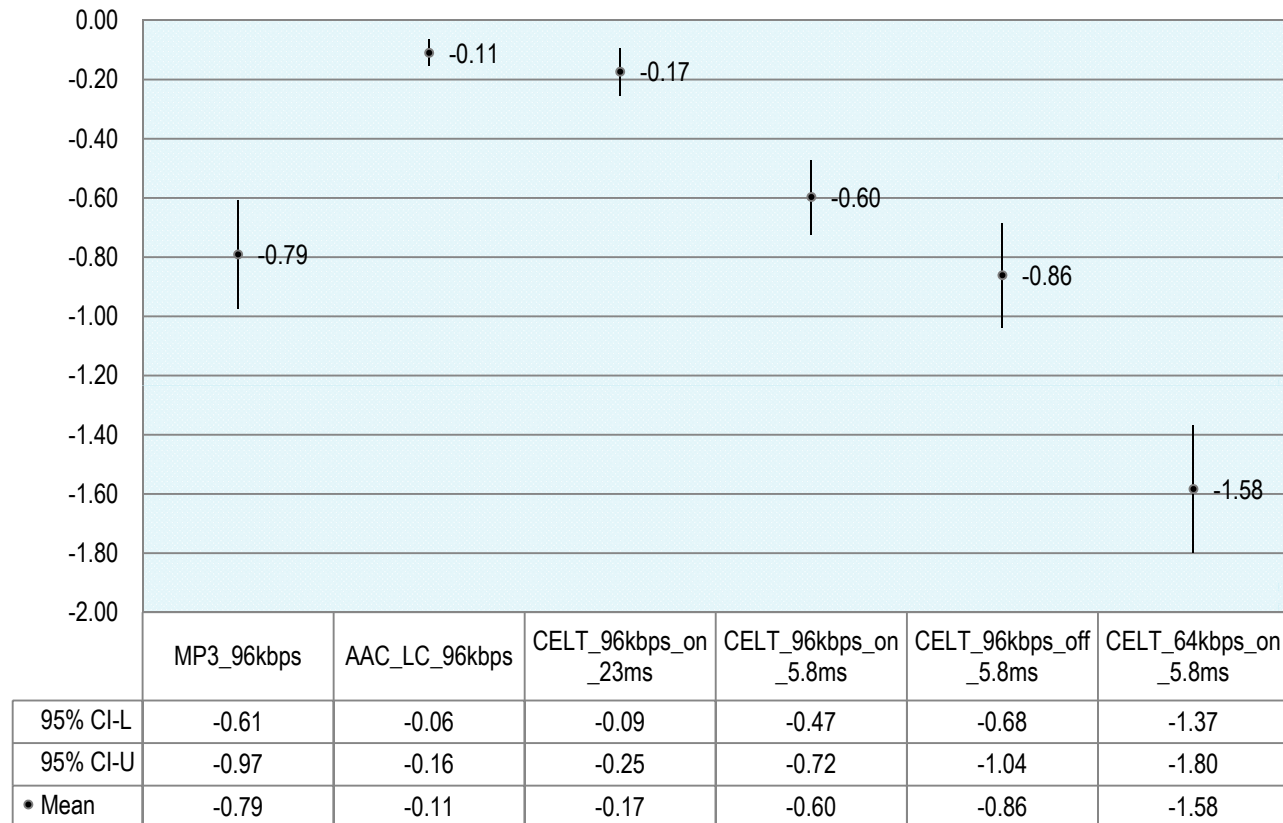 0.00
-0.20
-0.40
-0.60
-0.80
-1.00
-1.20
-1.40
-1.60
-1.80
-2.00
-0.79
-0.11
-0.17
-0.60
-0.86
-1.58
MP3_96kbps
AAC_LC_96kbps
CELT_96kbps_on
_23ms
CELT_96kbps_on
_5.8ms
CELT_96kbps_off
_5.8ms
CELT_64kbps_on
_5.8ms
95% CI-L -0.61 -0.06 -0.09 -0.47 -0.68 -1.37
95% CI-U -0.97 -0.16 -0.25 -0.72 -1.04 -1.80
Mean -0.79 -0.11 -0.17 -0.60 -0.86 -1.58